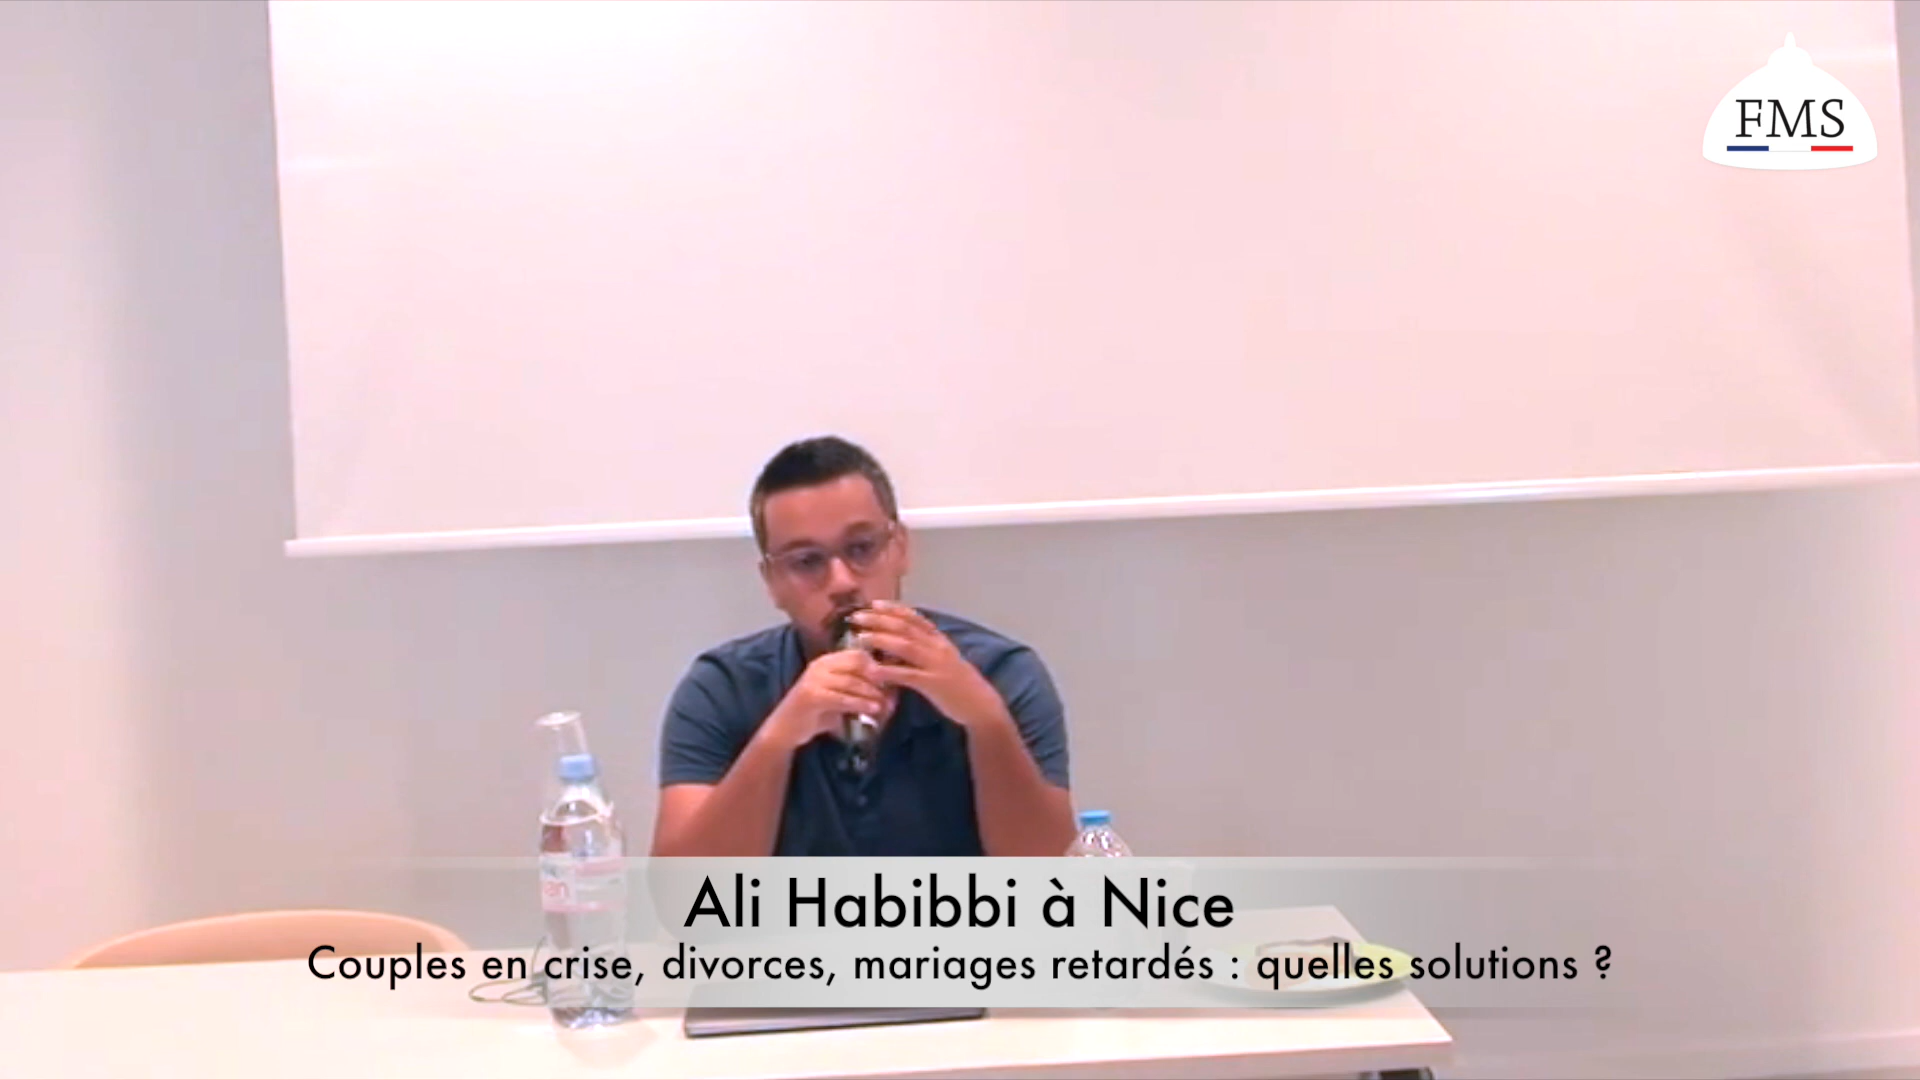 FMS
Ali Habibbi à Nice
Couples en crise, divorces, mariages retardés : quelles solutions ?